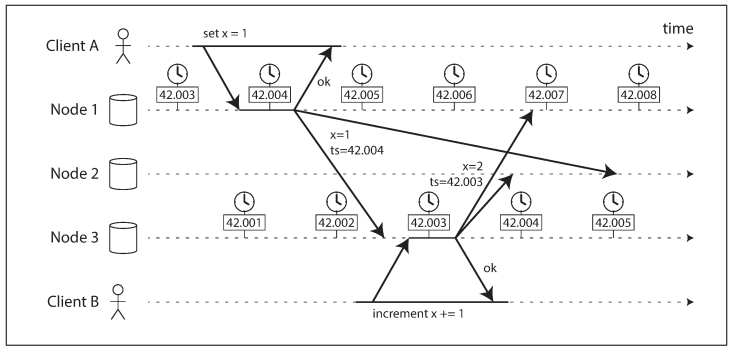 time
set x = 1
Client A
ok
42.003
42.004
42.005
42.006
42.007
42.008
Node 1
x=1
ts=42.004
x=2
ts=42.003
Node 2
42.001
42.002
42.003
42.004
42.005
Node 3
ok
Client B
increment x += 1